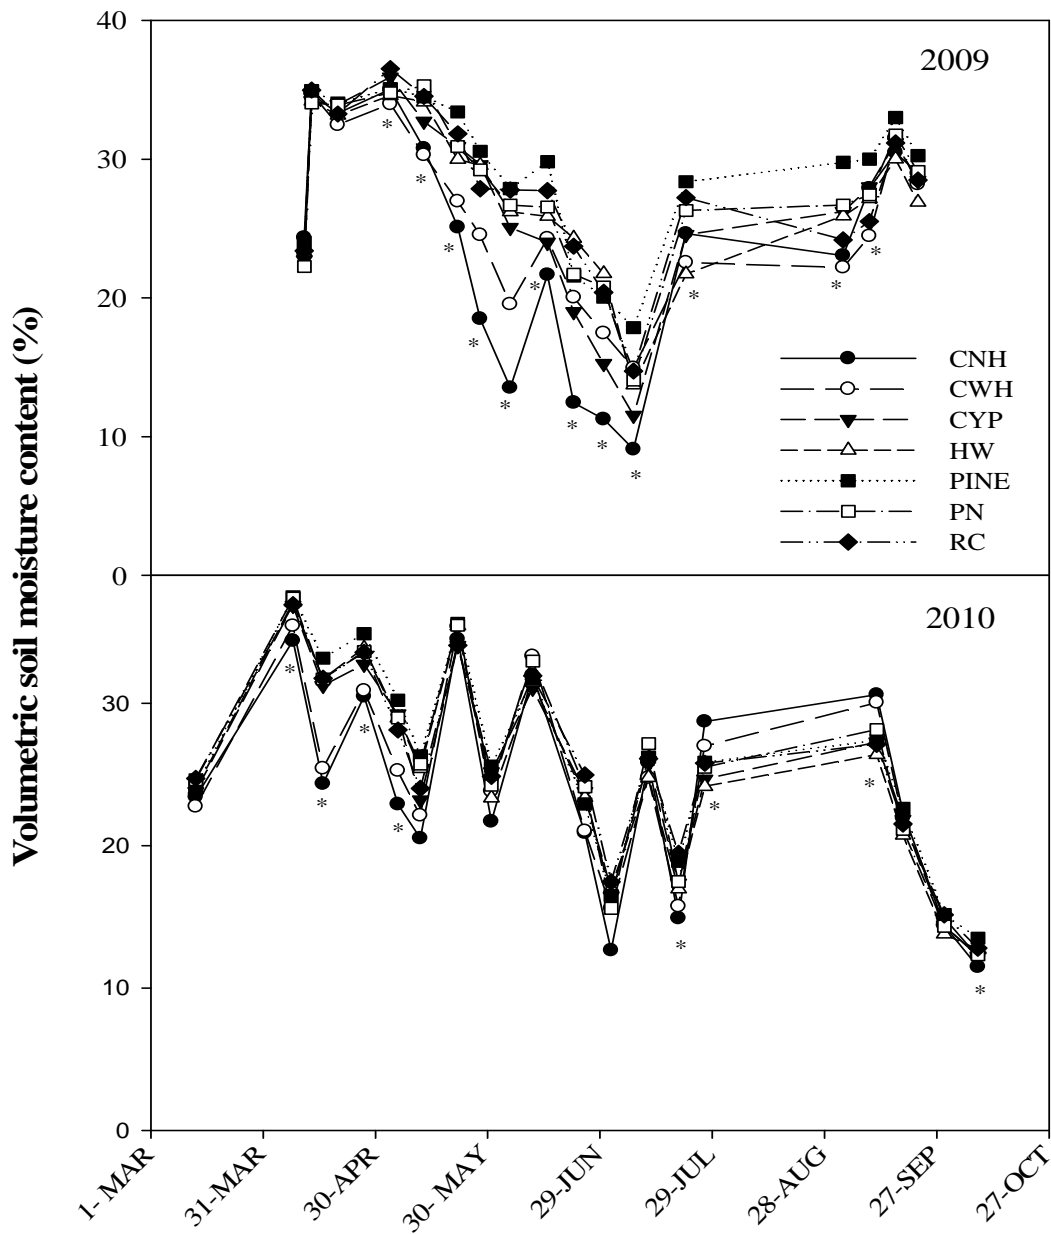 40
2009
30
20
CNH
CWH
CYP
10
HW
PINE
PN
RC
0
Volumetric soil moisture content (%)
2010
30
20
10
0
1- MAR
31-MAR
30-APR
30- MAY
29-JUN
29-JUL
28-AUG
27-SEP
27-OCT